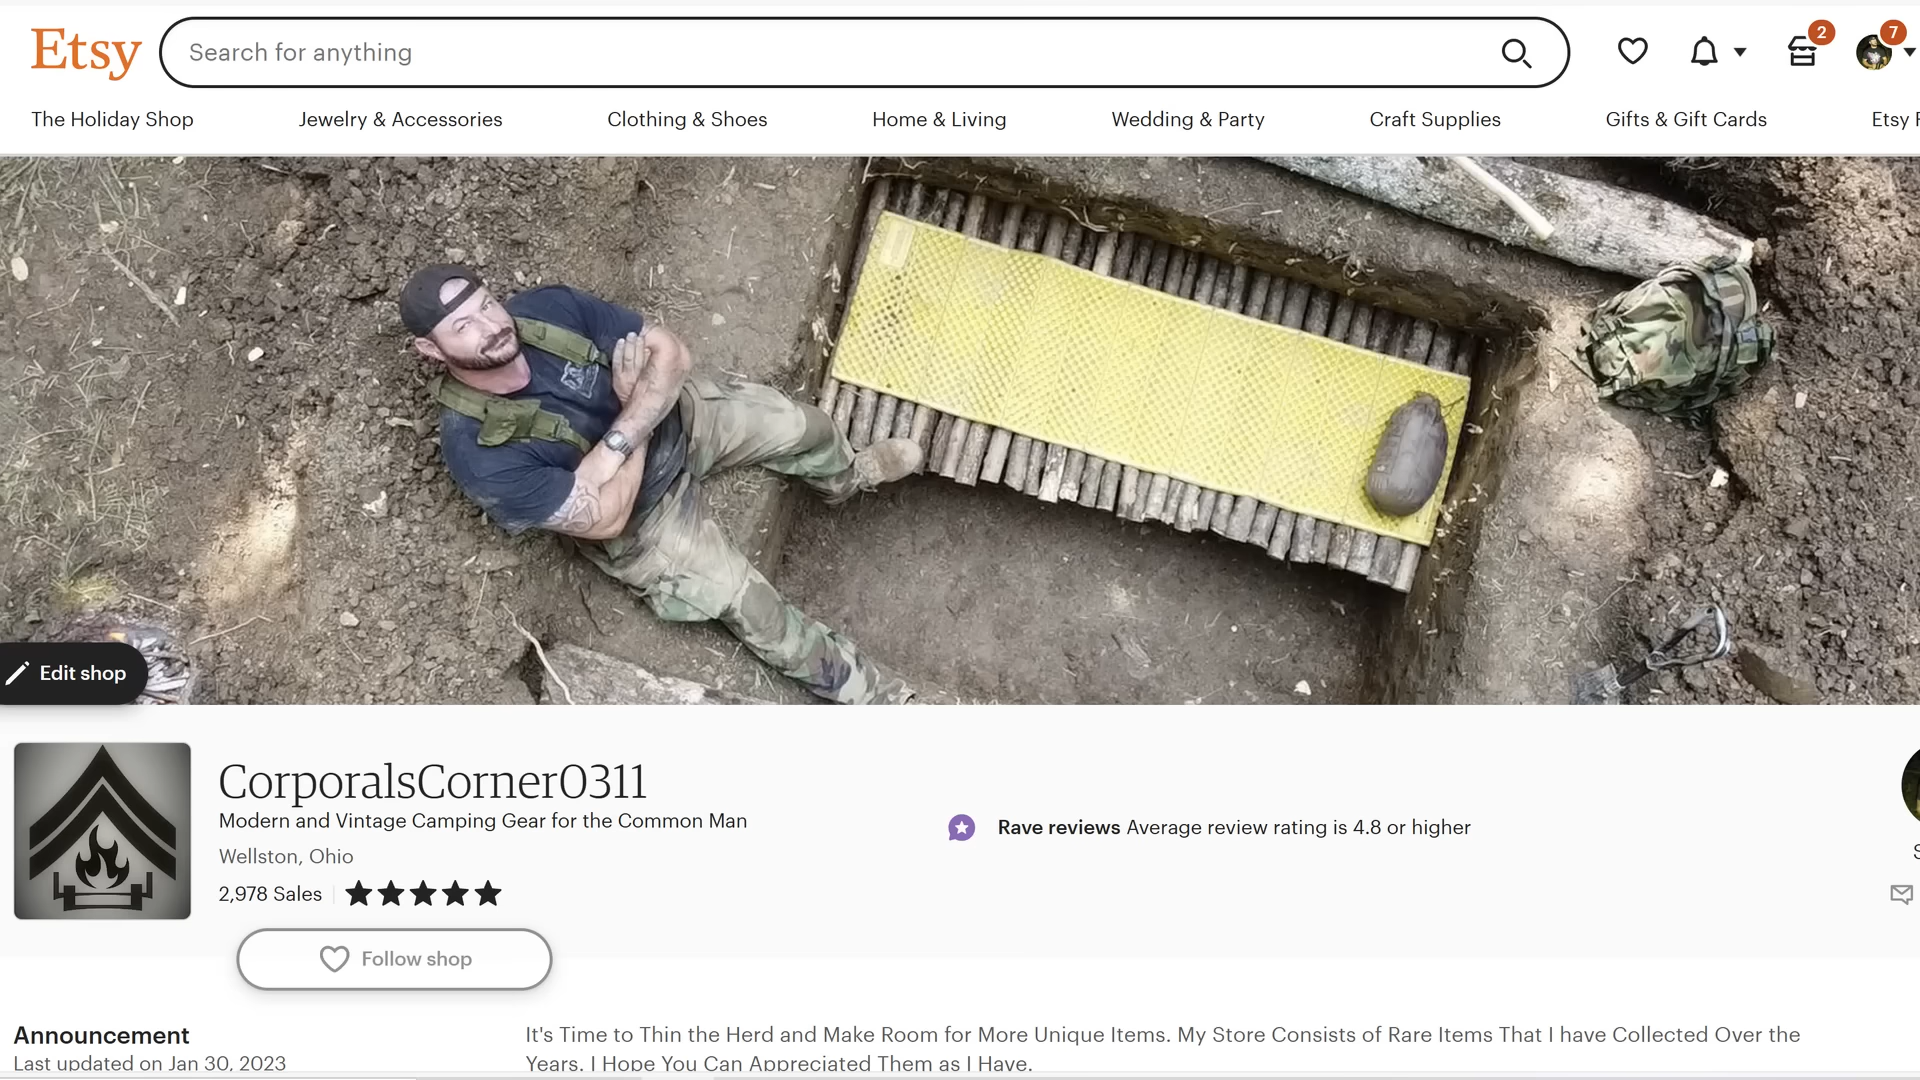 Etsy
Search for anything
2
7
The Holiday Shop
Jewelry & Accessories
Clothing & Shoes
Home & Living
Wedding & Party
Craft Supplies
Gifts & Gift Cards
Etsy
Edit shop
CorporalsCorner0311
Modern and Vintage Camping Gear for the Common Man
Rave reviews Average review rating is 4.8 or higher
Wellston, Ohio
2,978 Sales
Follow shop
Announcement
Last updated on Jan 30, 2023
It's Time to Thin the Herd and Make Room for More Unique Items. My Store Consists of Rare Items That I have Collected Over the
Years. I Hope You Can Appreciated Them as I Have.